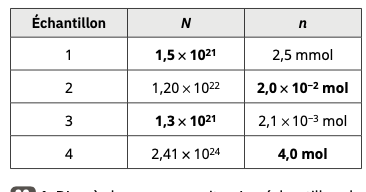 Échantillon N n
1 1,5 × 10²¹ 2,5 mmol
2 1,20 × 10²² 2,0 × 10⁻² mol
3 1,3 × 10²¹ 2,1 × 10⁻³ mol
4 2,41 × 10²⁴ 4,0 mol